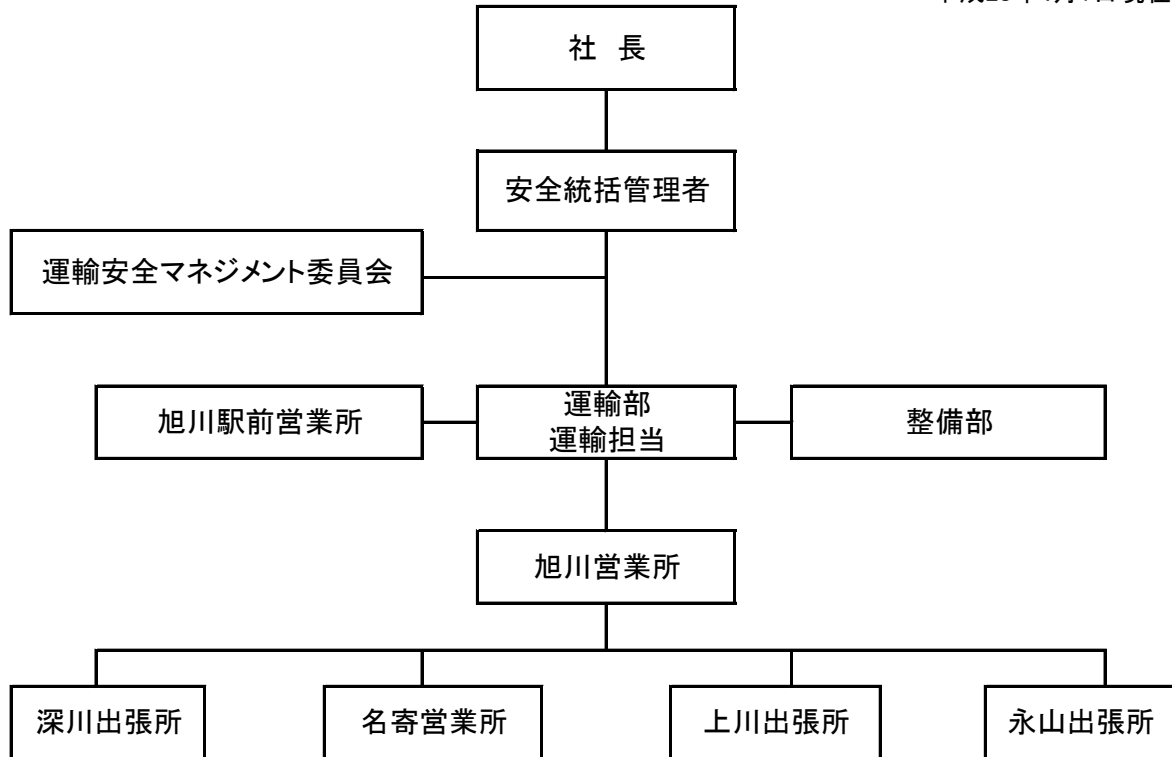 社 長
安全統括管理者
運輸安全マネジメント委員会
旭川駅前営業所
運輸部
運輸担当
整備部
旭川営業所
深川出張所
名寄営業所
上川出張所
永山出張所